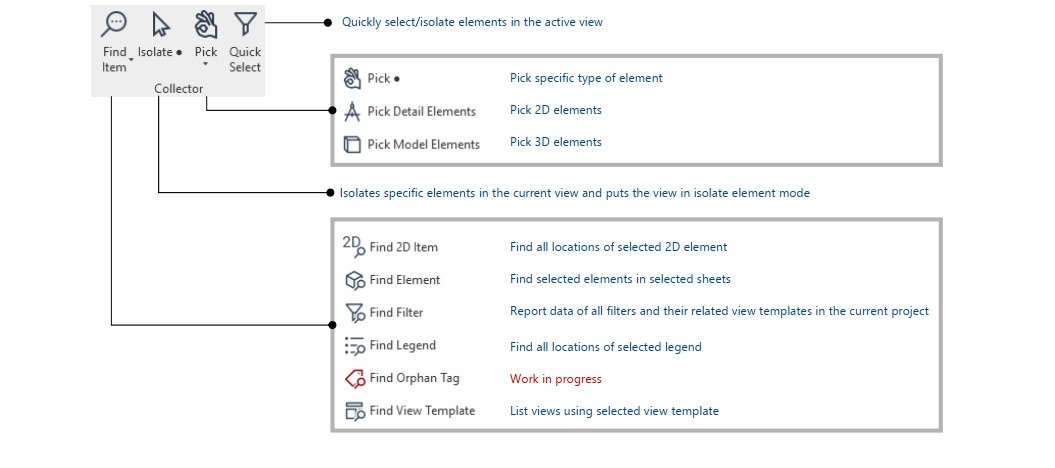 Find Item
Isolate •
Pick
Quick Select
Collector
Quickly select/isolate elements in the active view
Pick •
Pick specific type of element
Pick Detail Elements
Pick 2D elements
Pick Model Elements
Pick 3D elements
Isolates specific elements in the current view and puts the view in isolate element mode
2D
Find 2D Item
Find all locations of selected 2D element
Find Element
Find selected elements in selected sheets
Find Filter
Report data of all filters and their related view templates in the current project
Find Legend
Find all locations of selected legend
Find Orphan Tag
Work in progress
Find View Template
List views using selected view template